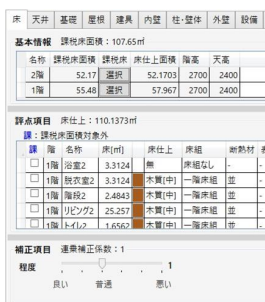 床 天井 基礎 屋根 建具 内壁 柱・壁体 外壁 設備
基本情報 課税床面積：107.65㎡
名称 課税床面積 課税床 床仕上面積 階高 天高
2階 52.17 選択 52.1703 2700 2400
1階 55.48 選択 57.967 2700 2400
評点項目 床仕上：110.1373㎡
課：課税床面積対象外
課 階 名称 床[㎡] 床仕上 床組 断熱材
1階 浴室2 3.3124 無 床組なし -
1階 脱衣室2 3.3124 木質[中] 一階床組 並 -
1階 階段2 2.4843 木質[中] 一階床組 並 -
1階 リビング2 25.257 木質[中] 一階床組 並 -
1階 トイレ2 1.6562 木質[中] 一階床組 並 -
補正項目 連乗補正係数：1
程度 1
良い 普通 悪い